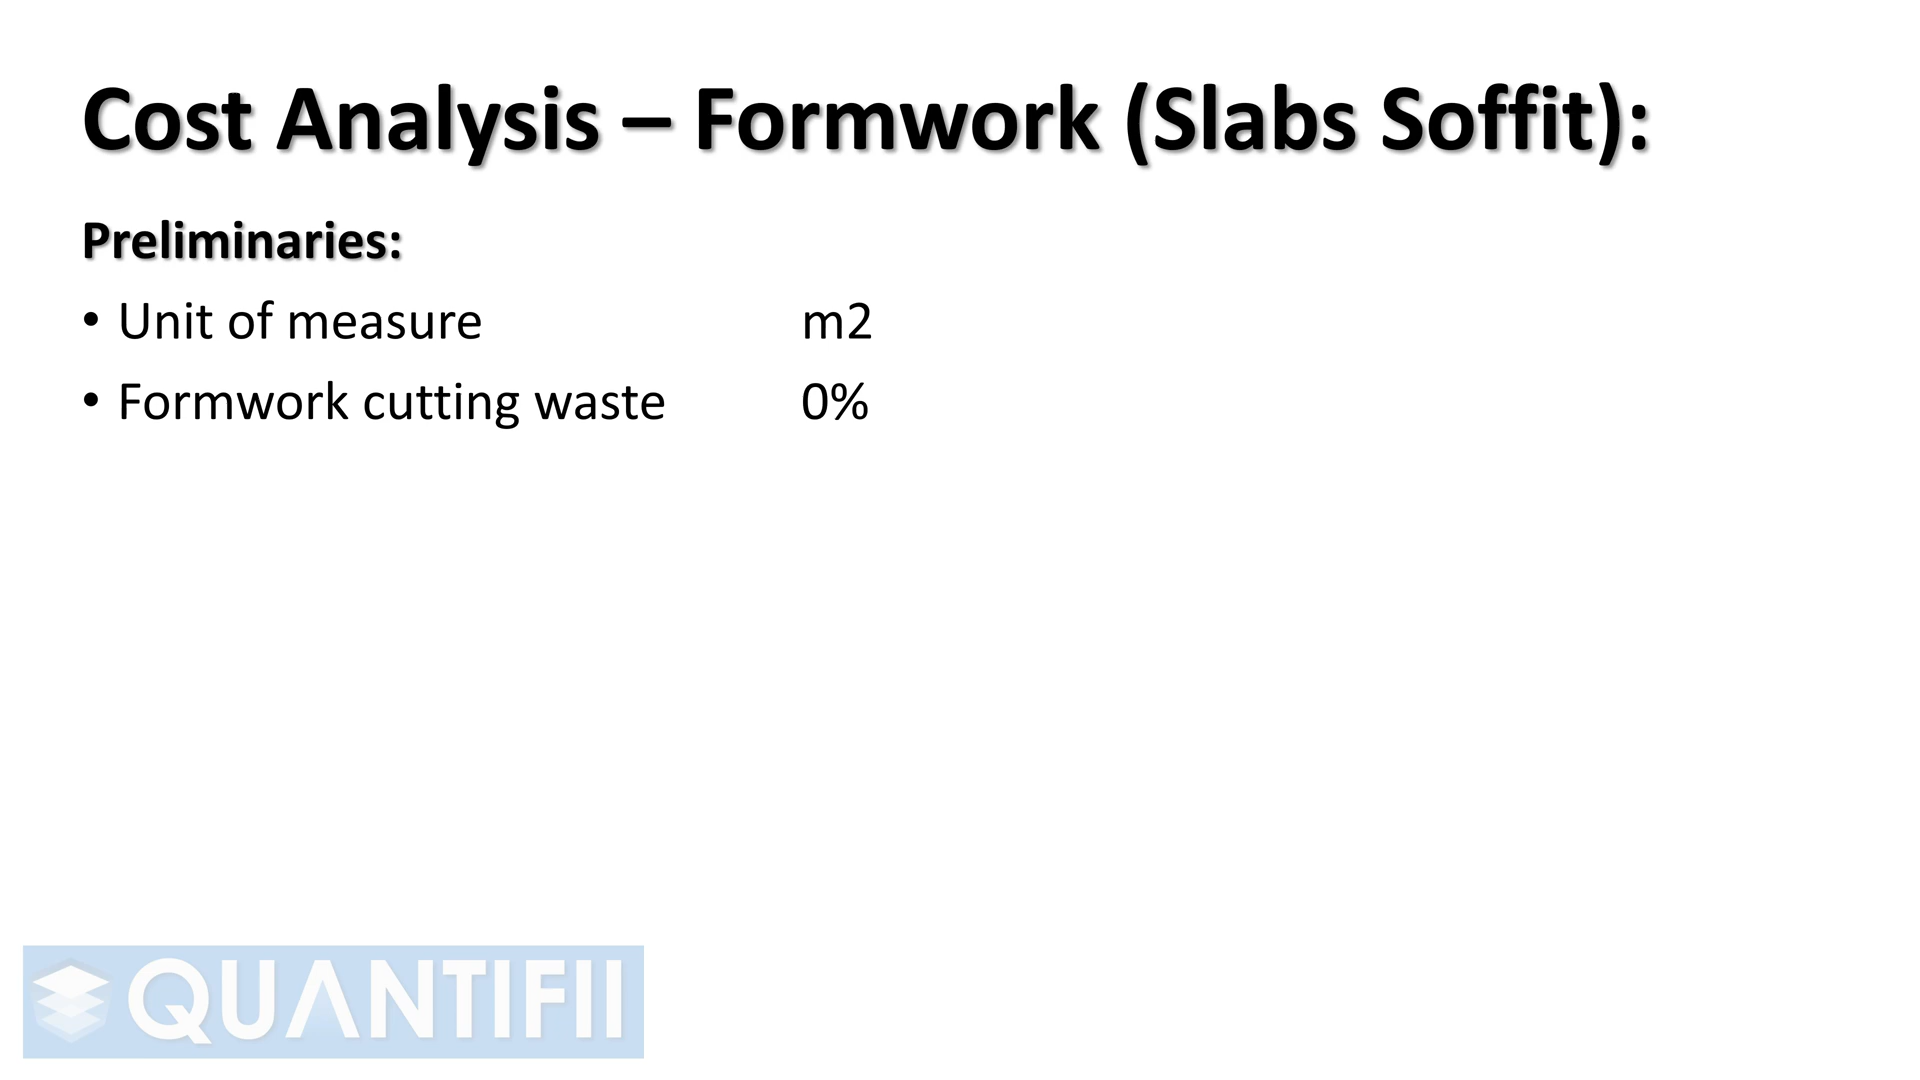 Cost Analysis – Formwork (Slabs Soffit):
Preliminaries:
• Unit of measure m2
• Formwork cutting waste 0%
QUANTIFII